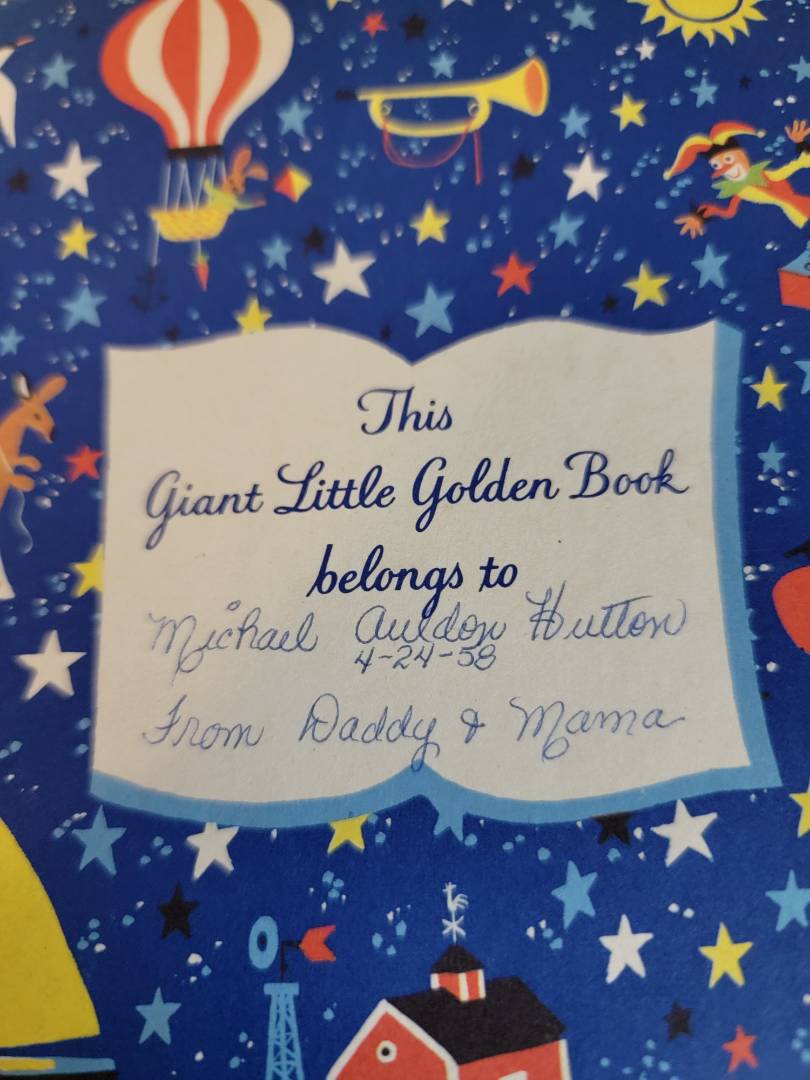 This
Giant Little Golden Book
belongs to
Michael Auldon Hutton
4-24-58
From Daddy & Mama